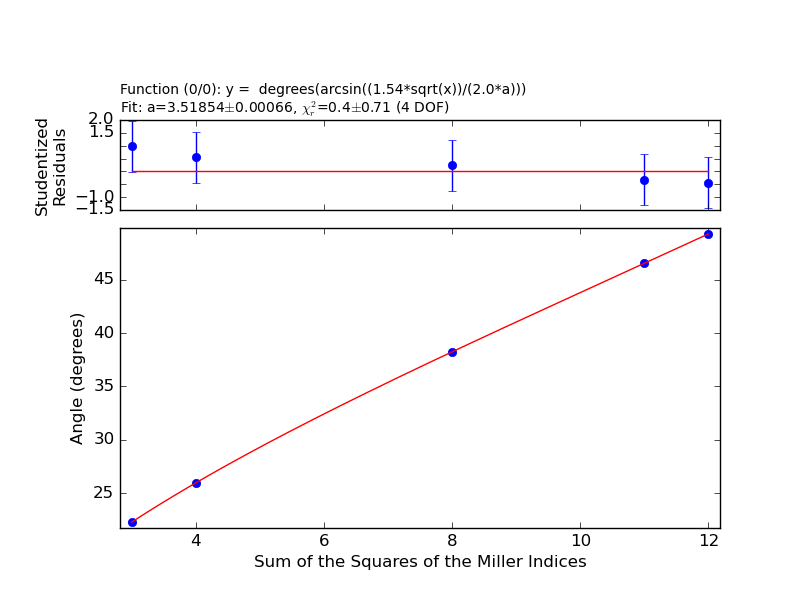 Function (0/0): y =  degrees(arcsin((1.54*sqrt(x))/(2.0*a)))
Fit: a=3.51854±0.00066, χ²ᵣ=0.4±0.71 (4 DOF)
2.0
1.5
−1.0
−1.5
Studentized
Residuals
45
40
35
30
25
Angle (degrees)
4 6 8 10 12
Sum of the Squares of the Miller Indices